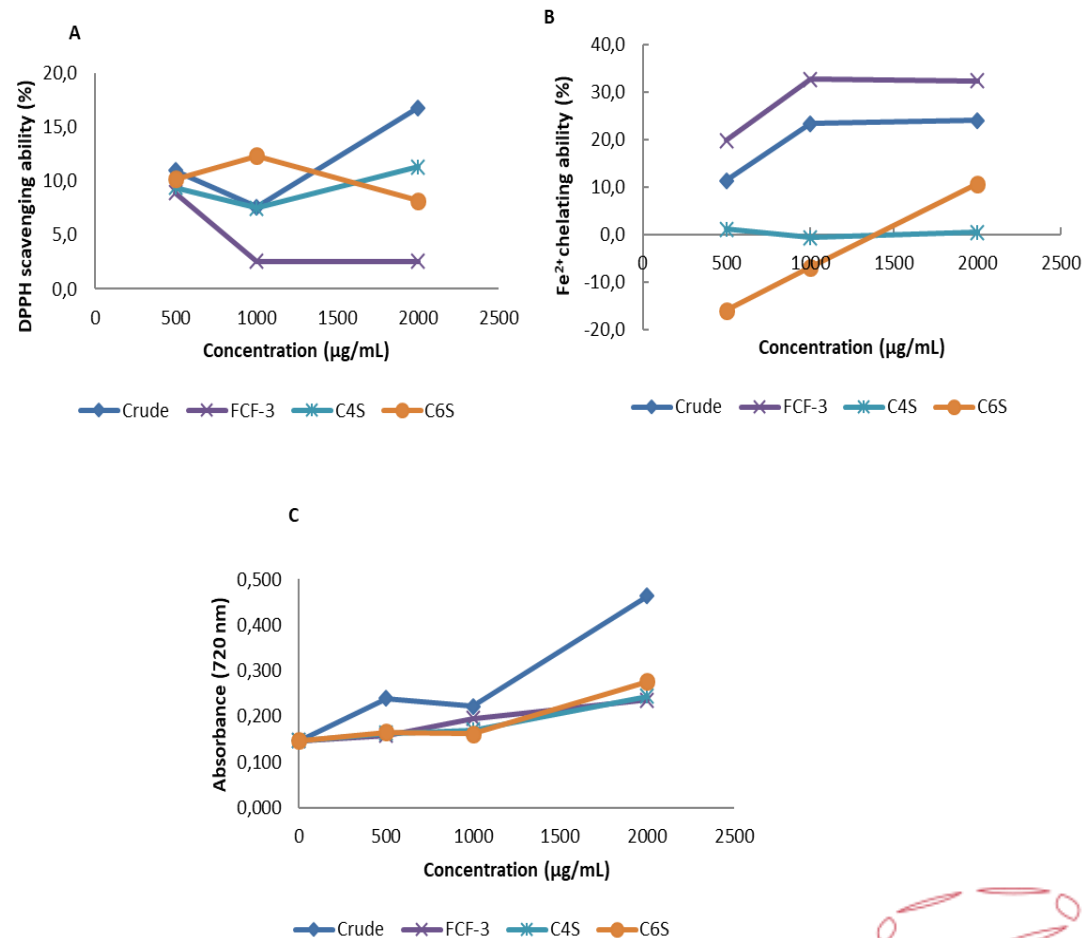 A
DPPH scavenging ability (%)
20,0
15,0
10,0
5,0
0,0
0 500 1000 1500 2000 2500
Concentration (µg/mL)
Crude FCF-3 C4S C6S
B
Fe²⁺chelating ability (%)
40,0
30,0
20,0
10,0
0,0
-10,0
-20,0
0 500 1000 1500 2000 2500
Concentration (µg/mL)
Crude FCF-3 C4S C6S
C
Absorbance (720 nm)
0,500
0,400
0,300
0,200
0,100
0,000
0 500 1000 1500 2000 2500
Concentration (µg/mL)
Crude FCF-3 C4S C6S